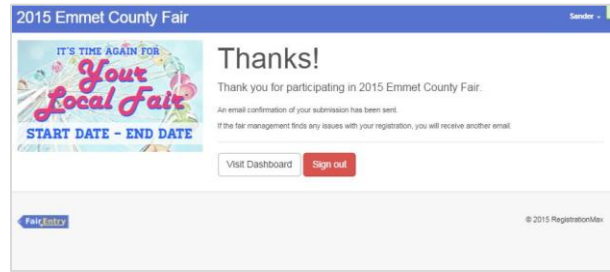 2015 Emmet County Fair
Sander
IT'S TIME AGAIN FOR
Your
Local Fair
START DATE - END DATE
Thanks!
Thank you for participating in 2015 Emmet County Fair.
An email confirmation of your submission has been sent.
If the fair management finds any issues with your registration, you will receive another email.
Visit Dashboard
Sign out
FairEntry
© 2015 RegistrationMax